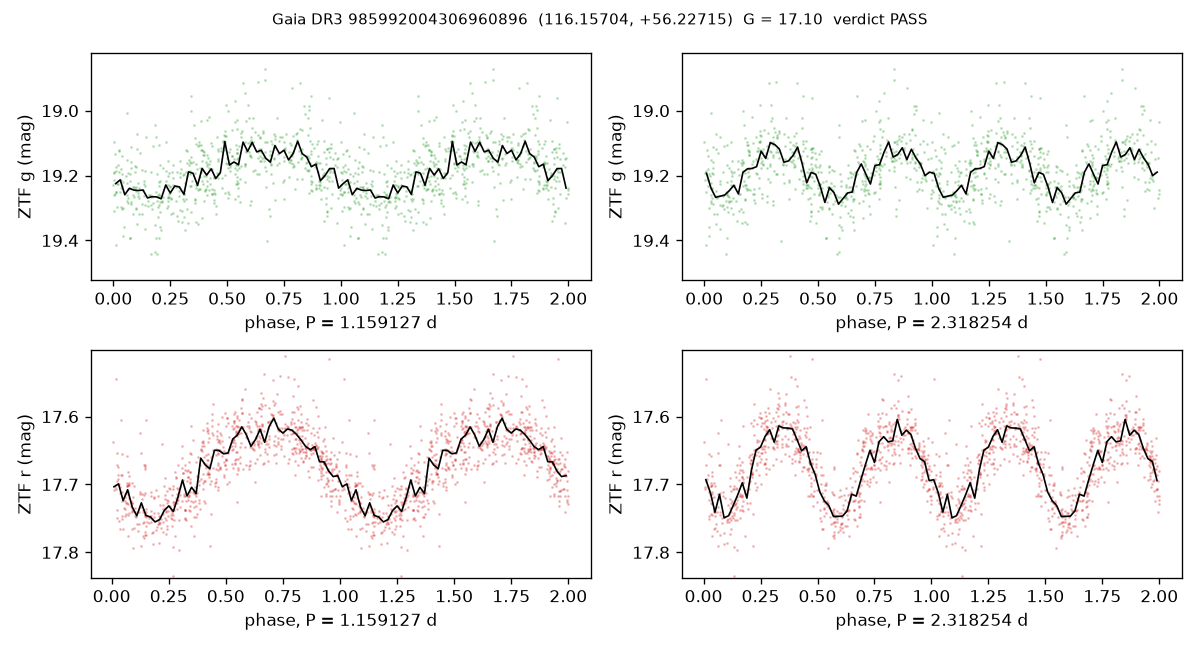 Gaia DR3 985992004306960896 (116.15704, +56.22715) G = 17.10 verdict PASS
ZTF g (mag)
19.0
19.2
19.4
0.00 0.25 0.50 0.75 1.00 1.25 1.50 1.75 2.00
phase, P = 1.159127 d
ZTF g (mag)
19.0
19.2
19.4
0.00 0.25 0.50 0.75 1.00 1.25 1.50 1.75 2.00
phase, P = 2.318254 d
ZTF r (mag)
17.6
17.7
17.8
0.00 0.25 0.50 0.75 1.00 1.25 1.50 1.75 2.00
phase, P = 1.159127 d
ZTF r (mag)
17.6
17.7
17.8
0.00 0.25 0.50 0.75 1.00 1.25 1.50 1.75 2.00
phase, P = 2.318254 d